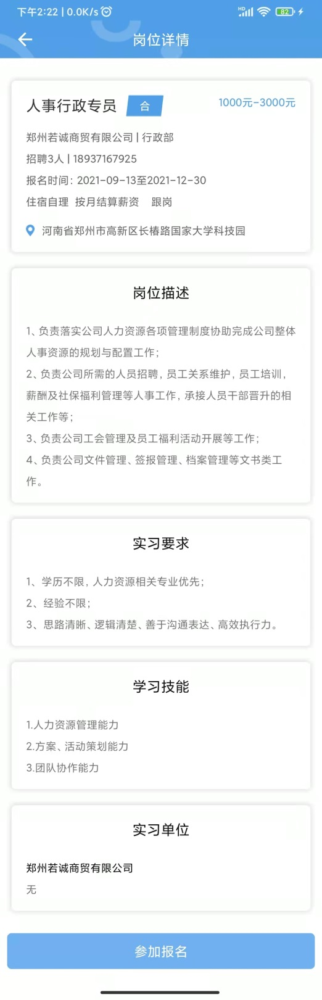 下午2:22 | 0.0K/s
HD
82
岗位详情
人事行政专员
合
1000元-3000元
郑州若诚商贸有限公司 | 行政部
招聘3人 | 18937167925
报名时间: 2021-09-13至2021-12-30
住宿自理 按月结算薪资 跟岗
河南省郑州市高新区长椿路国家大学科技园
岗位描述
1、负责落实公司人力资源各项管理制度协助完成公司整体
人事资源的规划与配置工作;
2、负责公司所需的人员招聘, 员工关系维护, 员工培训,
薪酬及社保福利管理等人事工作, 承接人员干部晋升的相
关工作等;
3、负责公司工会管理及员工福利活动开展等工作;
4、负责公司文件管理、签报管理、档案管理等文书类工
作。
实习要求
1、 学历不限, 人力资源相关专业优先;
2、 经验不限;
3、 思路清晰、逻辑清楚、善于沟通表达、高效执行力。
学习技能
1.人力资源管理能力
2.方案、活动策划能力
3.团队协作能力
实习单位
郑州若诚商贸有限公司
无
参加报名